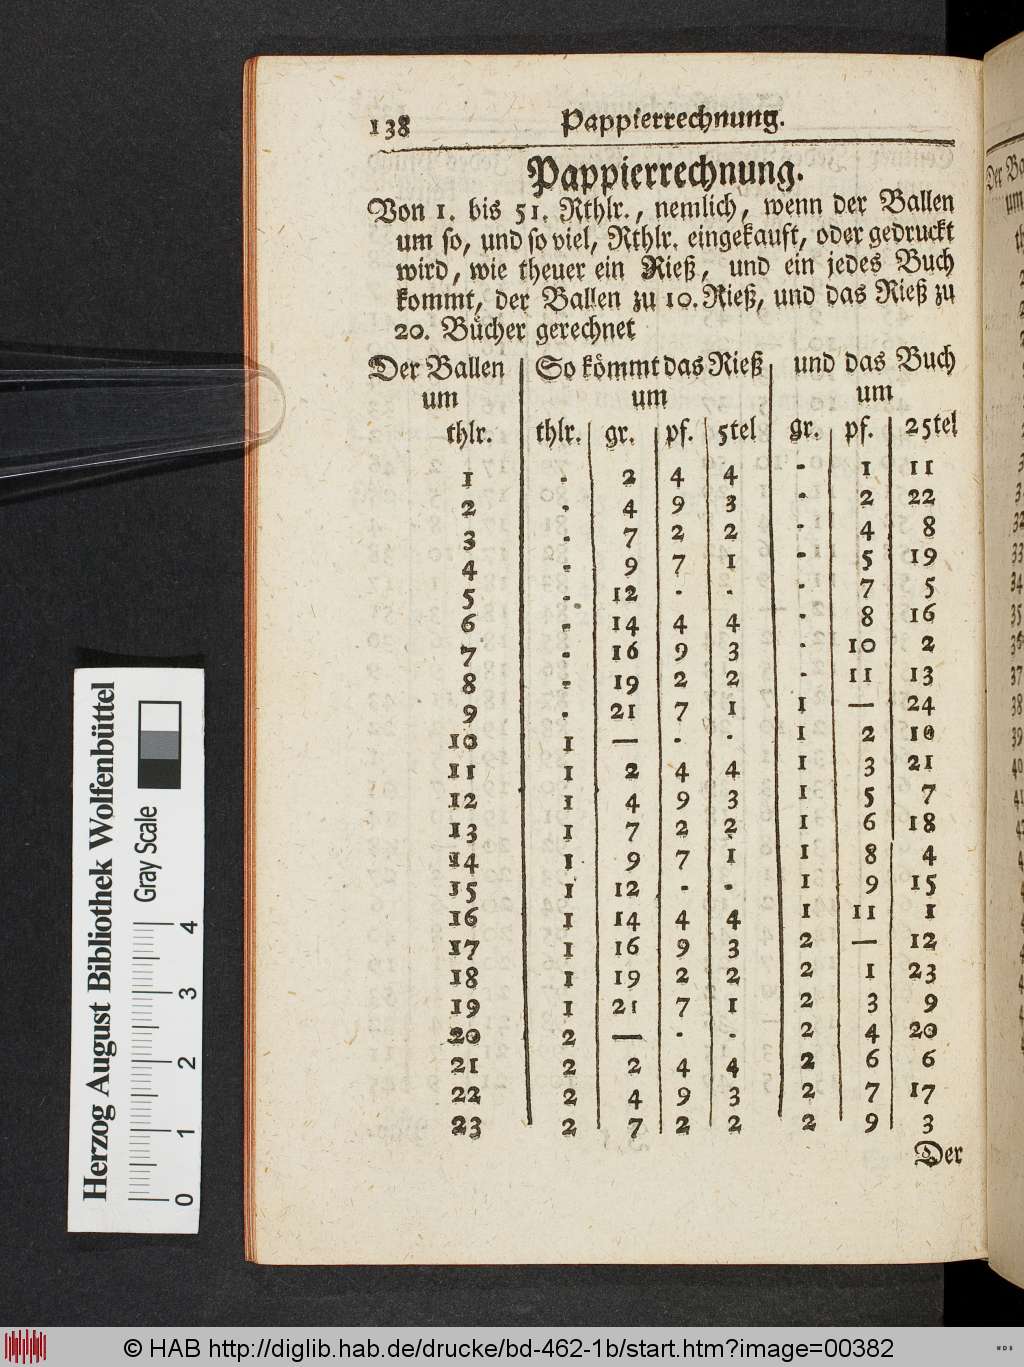 138 Pappierrechnung.
Pappierrechnung.
Von 1. bis 51. Rthlr., nemlich, wenn der Ballen
um so, und so viel, Rthlr. eingekauft, oder gedruckt
wird, wie theuer ein Rieß, und ein jedes Buch
kommt, der Ballen zu 10. Rieß, und das Rieß zu
20. Bücher gerechnet
Der Ballen So kömmt das Rieß und das Buch
um um um
thlr. thlr. gr. pf. 5tel gr. pf. 25tel
1 - 2 4 4 - 1 11
2 - 4 9 3 - 2 22
3 - 7 2 2 - 4 8
4 - 9 7 1 - 5 19
5 - 12 - - - 7 5
6 - 14 4 4 - 8 16
7 - 16 9 3 - 10 2
8 - 19 2 2 - 11 13
9 - 21 7 1 1 — 24
10 1 — - - 1 2 10
11 1 2 4 4 1 3 21
12 1 4 9 3 1 5 7
13 1 7 2 2 1 6 18
14 1 9 7 1 1 8 4
15 1 12 - - 1 9 15
16 1 14 4 4 1 11 1
17 1 16 9 3 2 — 12
18 1 19 2 2 2 1 23
19 1 21 7 1 2 3 9
20 2 — - - 2 4 20
21 2 2 4 4 2 6 6
22 2 4 9 3 2 7 17
23 2 7 2 2 2 9 3
Der
Der
um
33
34
35
36
37
38
39
40
Herzog August Bibliothek Wolfenbüttel
Gray Scale
0 1 2 3 4
© HAB http://diglib.hab.de/drucke/bd-462-1b/start.htm?image=00382